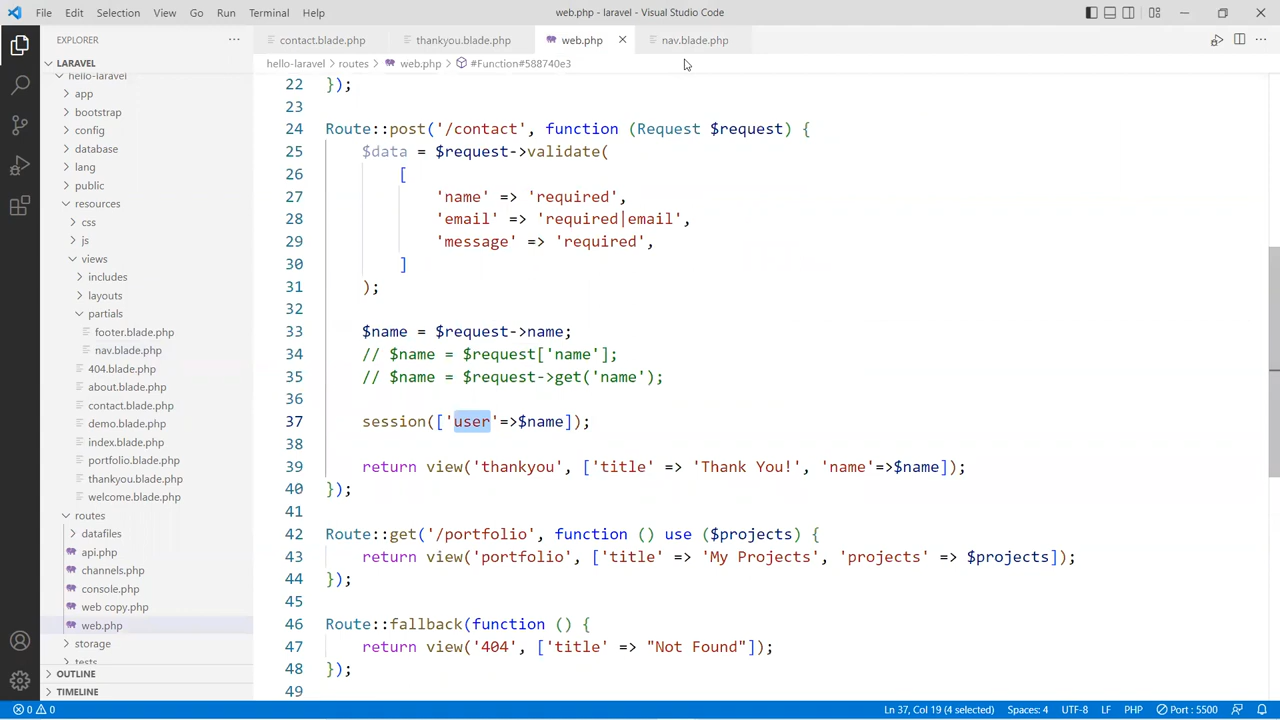 File Edit Selection View Go Run Terminal Help web.php - laravel - Visual Studio Code
EXPLORER ···
contact.blade.php thankyou.blade.php web.php nav.blade.php
LARAVEL
hello-laravel > routes > web.php > #Function#588740e3
hello-laravel
app
bootstrap
config
database
lang
public
resources
css
js
views
includes
layouts
partials
footer.blade.php
nav.blade.php
404.blade.php
about.blade.php
contact.blade.php
demo.blade.php
index.blade.php
portfolio.blade.php
thankyou.blade.php
welcome.blade.php
routes
datafiles
api.php
channels.php
console.php
web copy.php
web.php
storage
tests
OUTLINE
TIMELINE
22 });
23
24 Route::post('/contact', function (Request $request) {
25 $data = $request->validate(
26 [
27 'name' => 'required',
28 'email' => 'required|email',
29 'message' => 'required',
30 ]
31 );
32
33 $name = $request->name;
34 // $name = $request['name'];
35 // $name = $request->get('name');
36
37 session(['user'=>$name]);
38
39 return view('thankyou', ['title' => 'Thank You!', 'name'=>$name]);
40 });
41
42 Route::get('/portfolio', function () use ($projects) {
43 return view('portfolio', ['title' => 'My Projects', 'projects' => $projects]);
44 });
45
46 Route::fallback(function () {
47 return view('404', ['title' => "Not Found"]);
48 });
49
0 0 Ln 37, Col 19 (4 selected) Spaces: 4 UTF-8 LF PHP Port : 5500